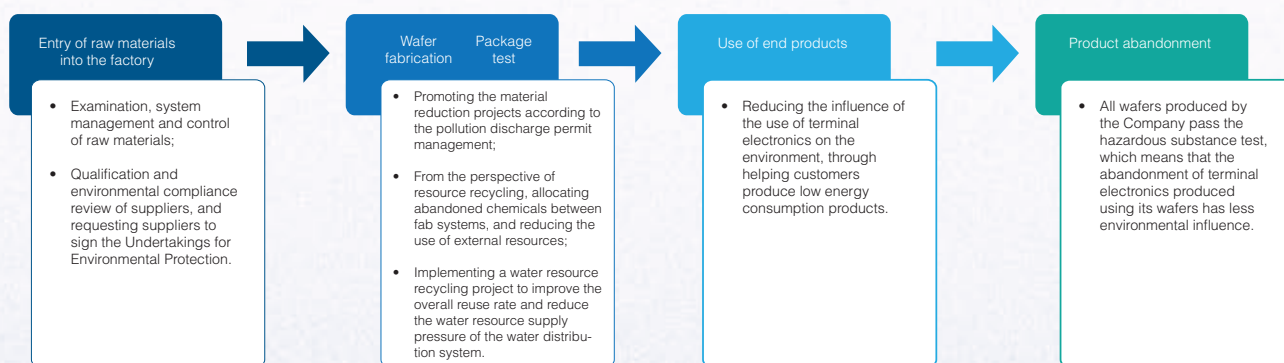 Entry of raw materials
into the factory
• Examination, system
management and control
of raw materials;
• Qualification and
environmental compliance
review of suppliers, and
requesting suppliers to
sign the Undertakings for
Environmental Protection.
Wafer
fabrication
Package
test
• Promoting the material
reduction projects according to
the pollution discharge permit
management;
• From the perspective of
resource recycling, allocating
abandoned chemicals between
fab systems, and reducing the
use of external resources;
• Implementing a water resource
recycling project to improve the
overall reuse rate and reduce
the water resource supply
pressure of the water distribu-
tion system.
Use of end products
• Reducing the influence of
the use of terminal
electronics on the
environment, through
helping customers
produce low energy
consumption products.
Product abandonment
• All wafers produced by
the Company pass the
hazardous substance test,
which means that the
abandonment of terminal
electronics produced
using its wafers has less
environmental influence.